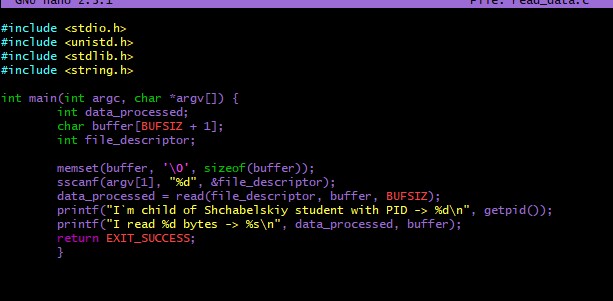 GNU nano 2.5.1 File: read_data.c
#include <stdio.h>
#include <unistd.h>
#include <stdlib.h>
#include <string.h>
int main(int argc, char *argv[]) {
int data_processed;
char buffer[BUFSIZ + 1];
int file_descriptor;
memset(buffer, '\0', sizeof(buffer));
sscanf(argv[1], "%d", &file_descriptor);
data_processed = read(file_descriptor, buffer, BUFSIZ);
printf("I`m child of Shchabelskiy student with PID -> %d\n", getpid());
printf("I read %d bytes -> %s\n", data_processed, buffer);
return EXIT_SUCCESS;
}